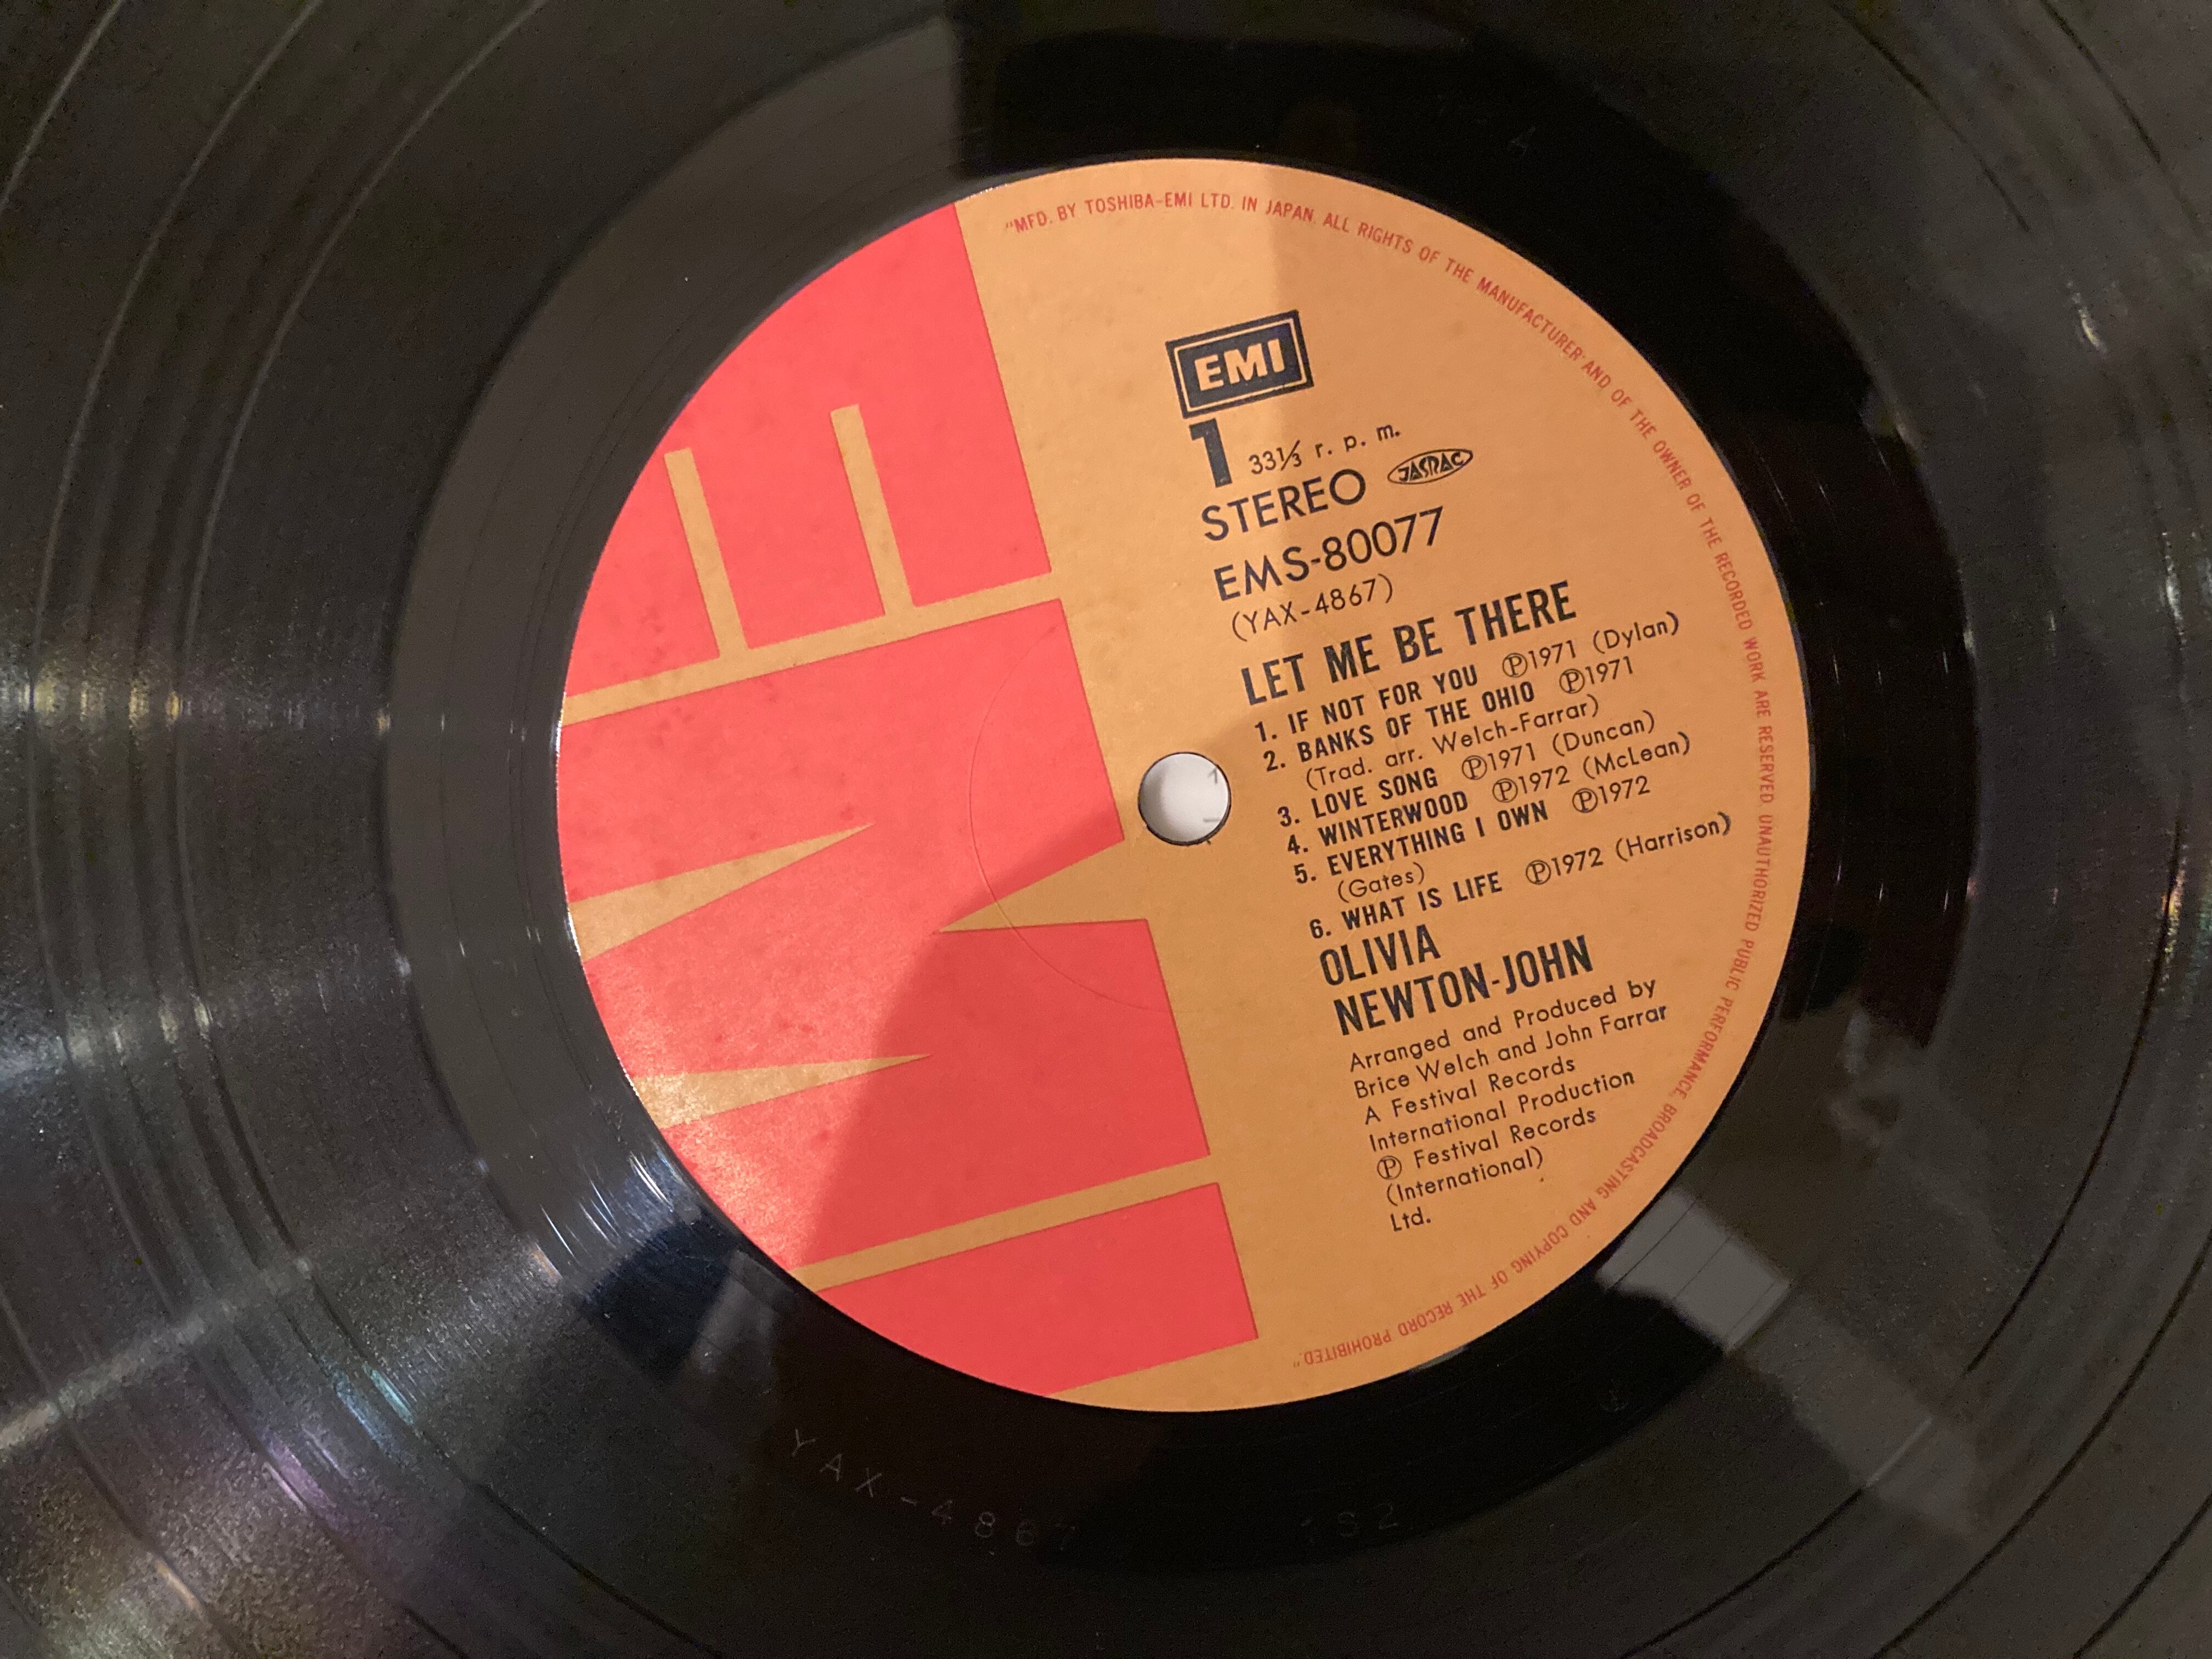 "MFD. BY TOSHIBA-EMI LTD. IN JAPAN. ALL RIGHTS OF THE MANUFACTURER AND OF THE OWNER OF THE RECORDED WORK ARE RESERVED UNAUTHORIZED PUBLIC PERFORMANCE, BROADCASTING AND COPYING OF THE RECORD PROHIBITED."
EMI
1 33⅓ r. p. m.
STEREO JASRAC
EMS-80077
(YAX-4867)
LET ME BE THERE
1. IF NOT FOR YOU ℗1971 (Dylan)
2. BANKS OF THE OHIO ℗1971
(Trad. arr. Welch-Farrar)
3. LOVE SONG ℗1971 (Duncan)
4. WINTERWOOD ℗1972 (McLean)
5. EVERYTHING I OWN ℗1972
(Gates)
6. WHAT IS LIFE ℗1972 (Harrison)
OLIVIA
NEWTON-JOHN
Arranged and Produced by
Brice Welch and John Farrar
A Festival Records
International Production
℗ Festival Records
(International)
Ltd.
EMI
YAX-4867 S2